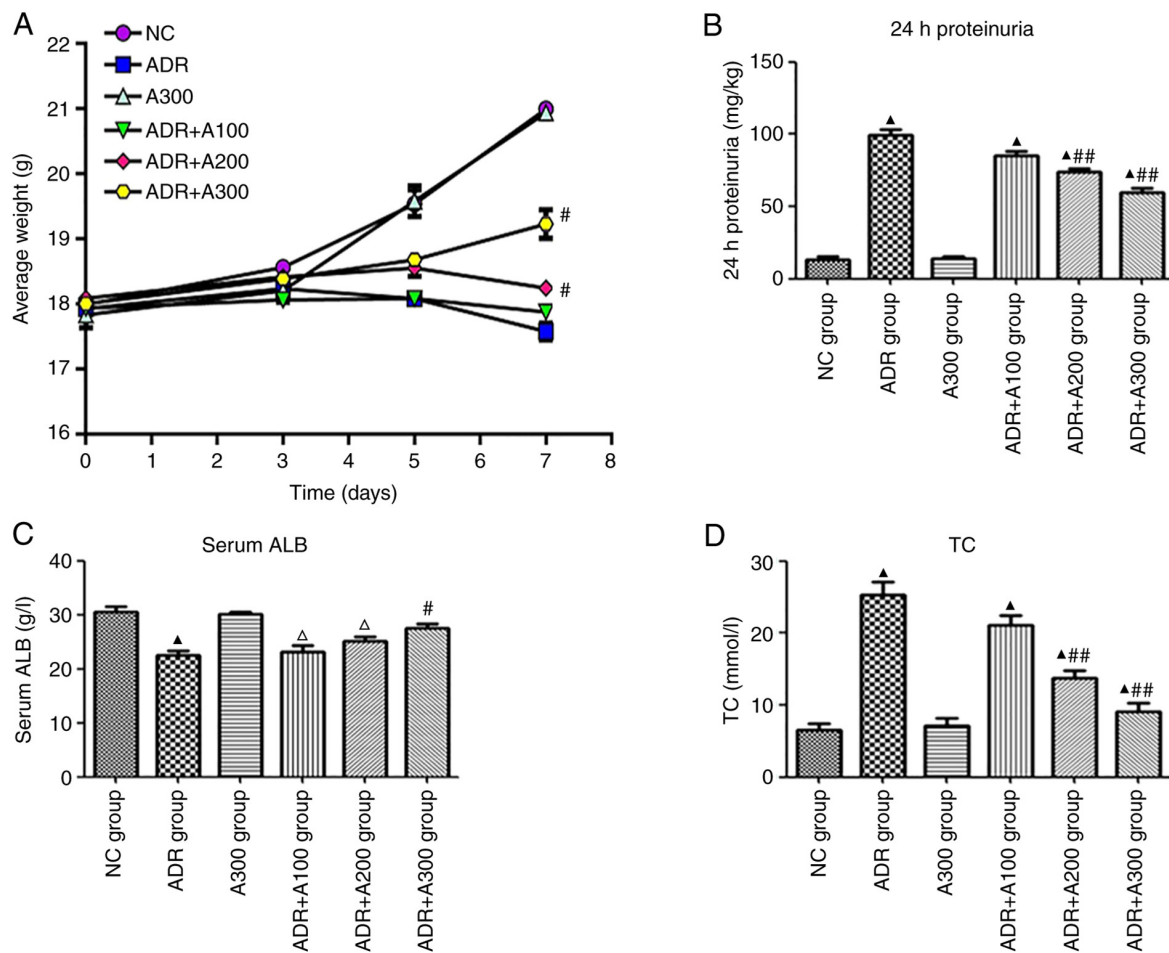 A
NC
ADR
A300
ADR+A100
ADR+A200
ADR+A300
22
21
20
19
18
17
16
Average weight (g)
#
#
0 1 2 3 4 5 6 7 8
Time (days)
B
24 h proteinuria
150
100
50
0
24 h proteinuria (mg/kg)
▲
▲
▲##
▲##
NC group
ADR group
A300 group
ADR+A100 group
ADR+A200 group
ADR+A300 group
C
Serum ALB
40
30
20
10
0
Serum ALB (g/l)
▲
△
△
#
NC group
ADR group
A300 group
ADR+A100 group
ADR+A200 group
ADR+A300 group
D
TC
30
20
10
0
TC (mmol/l)
▲
▲
▲##
▲##
NC group
ADR group
A300 group
ADR+A100 group
ADR+A200 group
ADR+A300 group